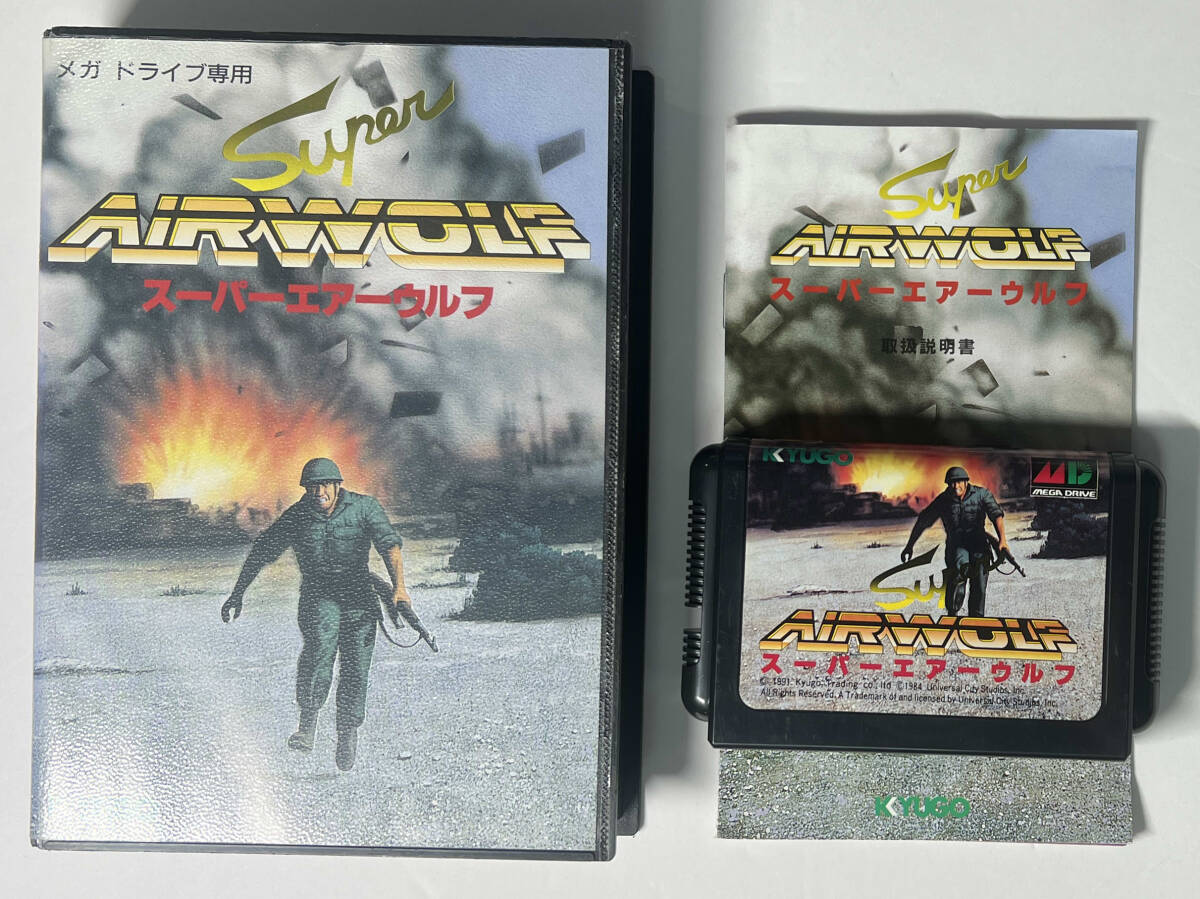 メガ ドライブ専用
Super
AIRWOLF
スーパーエアーウルフ
Super
AIRWOLF
スーパーエアーウルフ
取扱説明書
KYUGO
MD
MEGA DRIVE
Super
AIRWOLF
スーパーエアーウルフ
© 1991 Kyugo Trading co., ltd ©1984 Universal City Studios, Inc.
All Rights Reserved. A Trademark of and licensed by Universal City Studios, Inc.
KYUGO